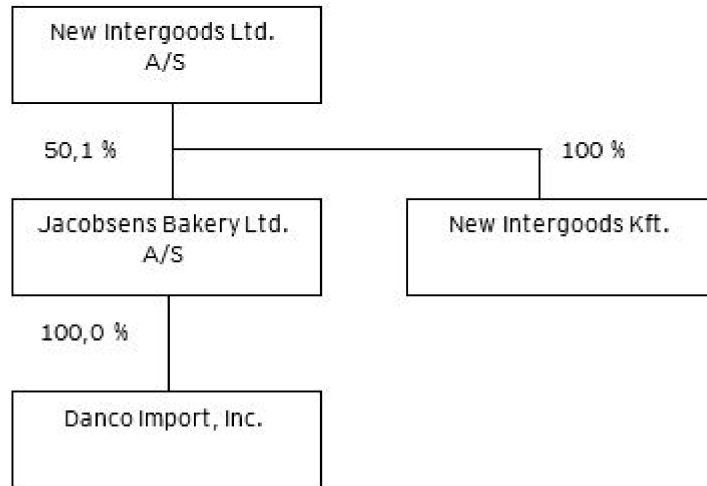 New Intergoods Ltd.
A/S
50,1 %
100 %
Jacobsens Bakery Ltd.
A/S
New Intergoods Kft.
100,0 %
Danco Import, Inc.